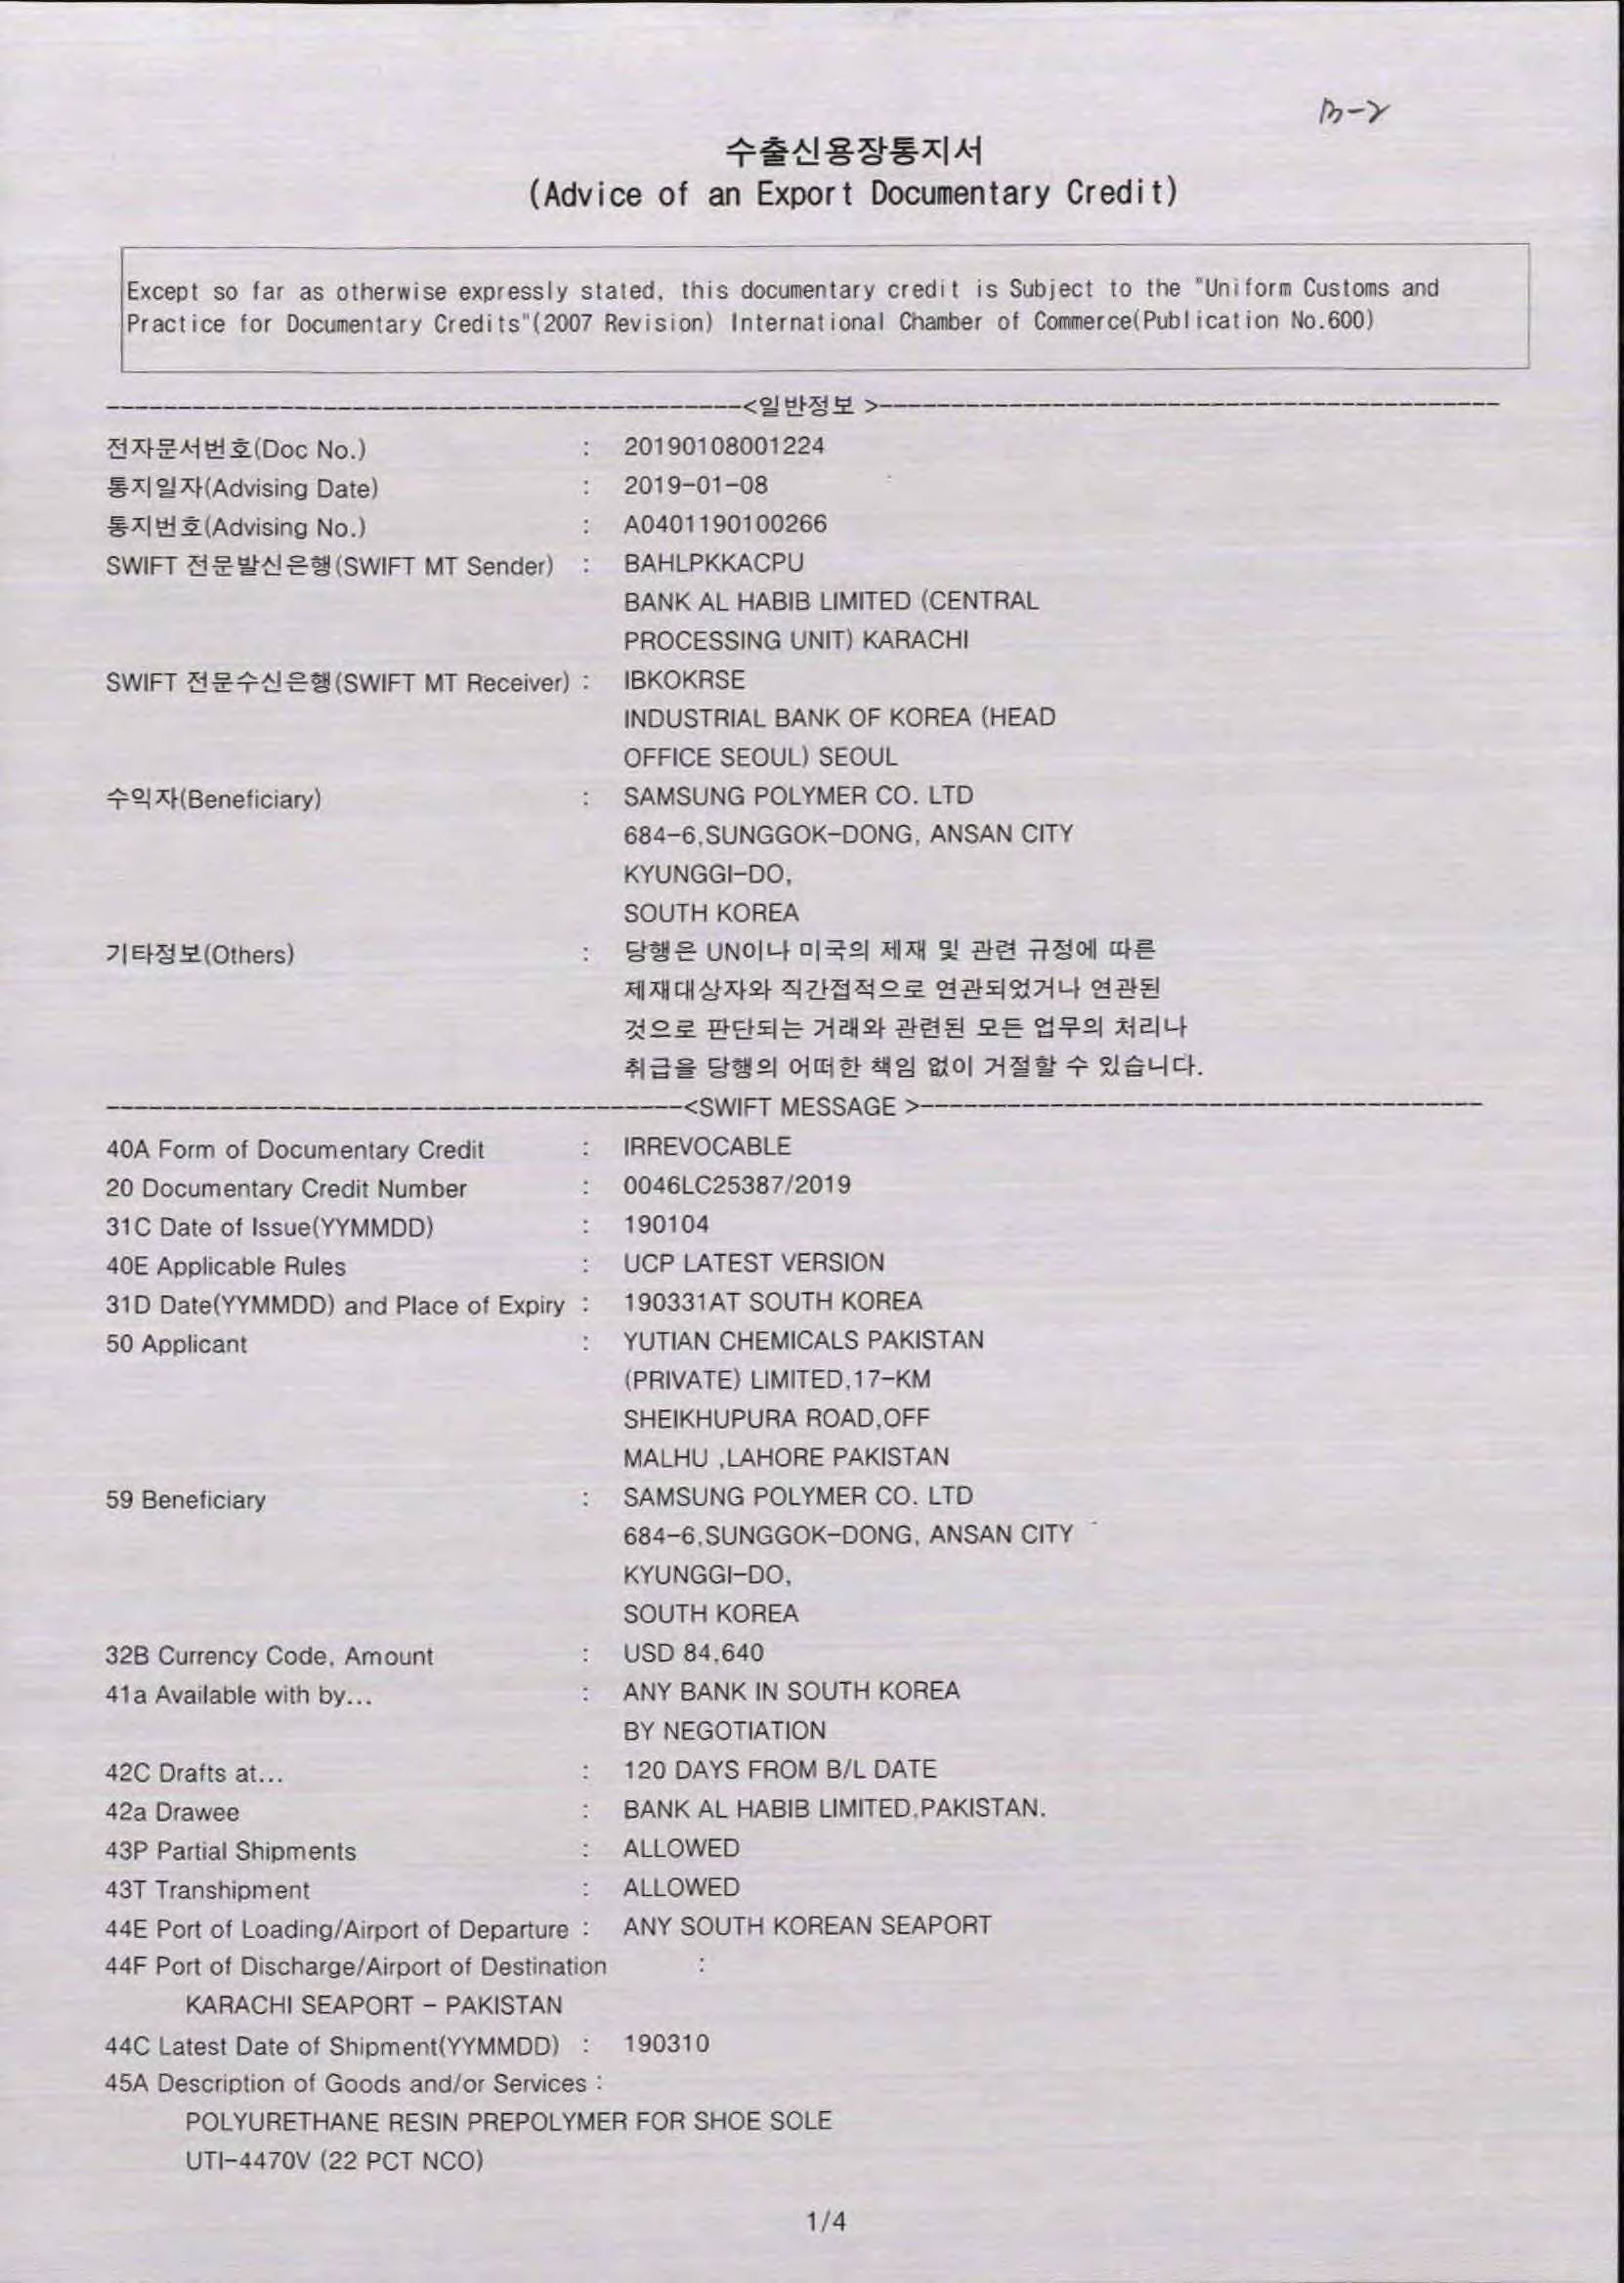 B-2
수출신용장통지서
(Advice of an Export Documentary Credit)
Except so far as otherwise expressly stated, this documentary credit is Subject to the "Uniform Customs and
Practice for Documentary Credits"(2007 Revision) International Chamber of Commerce(Publication No.600)
<일반정보 >
전자문서번호(Doc No.) : 20190108001224
통지일자(Advising Date) : 2019-01-08
통지번호(Advising No.) : A0401190100266
SWIFT 전문발신은행(SWIFT MT Sender) : BAHLPKKACPU
BANK AL HABIB LIMITED (CENTRAL
PROCESSING UNIT) KARACHI
SWIFT 전문수신은행(SWIFT MT Receiver) : IBKOKRSE
INDUSTRIAL BANK OF KOREA (HEAD
OFFICE SEOUL) SEOUL
수익자(Beneficiary) : SAMSUNG POLYMER CO. LTD
684-6,SUNGGOK-DONG, ANSAN CITY
KYUNGGI-DO,
SOUTH KOREA
기타정보(Others) : 당행은 UN이나 미국의 제재 및 관련 규정에 따른
제재대상자와 직간접적으로 연관되었거나 연관된
것으로 판단되는 거래와 관련된 모든 업무의 처리나
취급을 당행의 어떠한 책임 없이 거절할 수 있습니다.
<SWIFT MESSAGE >
40A Form of Documentary Credit : IRREVOCABLE
20 Documentary Credit Number : 0046LC25387/2019
31C Date of Issue(YYMMDD) : 190104
40E Applicable Rules : UCP LATEST VERSION
31D Date(YYMMDD) and Place of Expiry : 190331AT SOUTH KOREA
50 Applicant : YUTIAN CHEMICALS PAKISTAN
(PRIVATE) LIMITED,17-KM
SHEIKHUPURA ROAD,OFF
MALHU ,LAHORE PAKISTAN
59 Beneficiary : SAMSUNG POLYMER CO. LTD
684-6,SUNGGOK-DONG, ANSAN CITY
KYUNGGI-DO,
SOUTH KOREA
32B Currency Code, Amount : USD 84,640
41a Available with by... : ANY BANK IN SOUTH KOREA
BY NEGOTIATION
42C Drafts at... : 120 DAYS FROM B/L DATE
42a Drawee : BANK AL HABIB LIMITED,PAKISTAN.
43P Partial Shipments : ALLOWED
43T Transhipment : ALLOWED
44E Port of Loading/Airport of Departure : ANY SOUTH KOREAN SEAPORT
44F Port of Discharge/Airport of Destination :
KARACHI SEAPORT - PAKISTAN
44C Latest Date of Shipment(YYMMDD) : 190310
45A Description of Goods and/or Services :
POLYURETHANE RESIN PREPOLYMER FOR SHOE SOLE
UTI-4470V (22 PCT NCO)
1/4